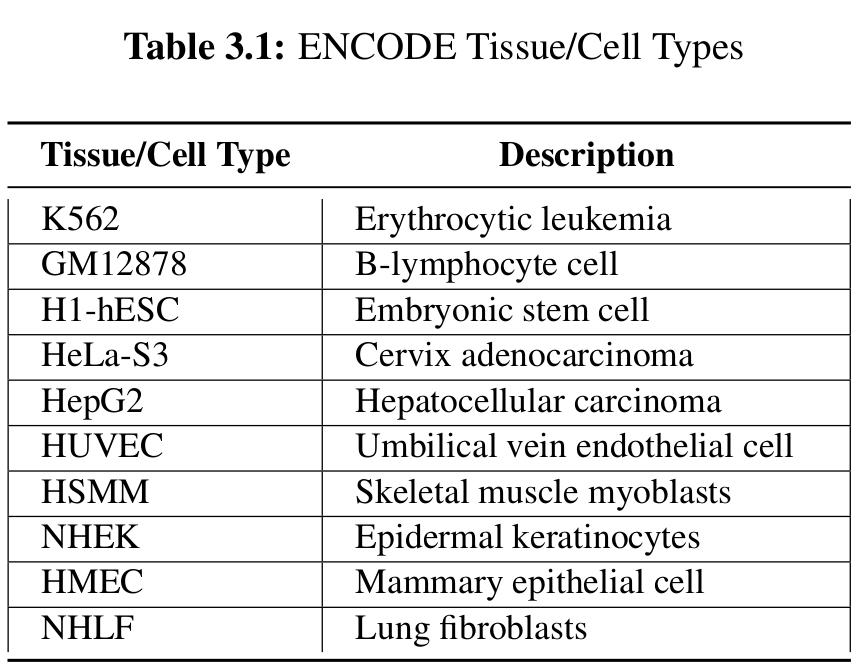 Table 3.1: ENCODE Tissue/Cell Types
Tissue/Cell Type Description
K562 Erythrocytic leukemia
GM12878 B-lymphocyte cell
H1-hESC Embryonic stem cell
HeLa-S3 Cervix adenocarcinoma
HepG2 Hepatocellular carcinoma
HUVEC Umbilical vein endothelial cell
HSMM Skeletal muscle myoblasts
NHEK Epidermal keratinocytes
HMEC Mammary epithelial cell
NHLF Lung fibroblasts